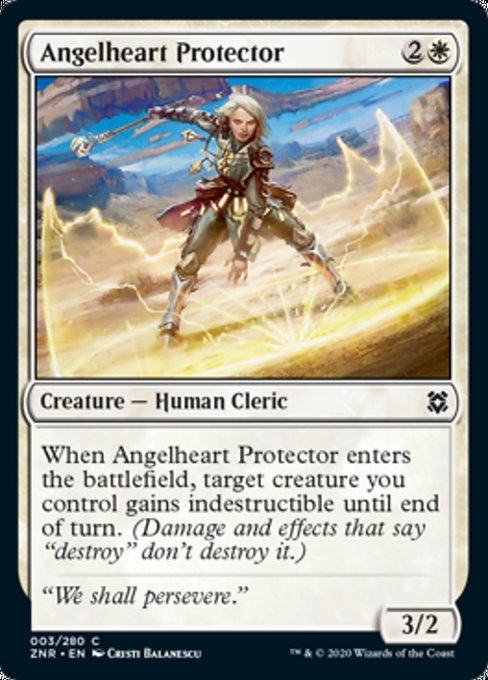 Angelheart Protector 2
Creature — Human Cleric
When Angelheart Protector enters
the battlefield, target creature you
control gains indestructible until end
of turn. (Damage and effects that say
“destroy” don’t destroy it.)
“We shall persevere.”
3/2
003/280 C
ZNR • EN Cristi Balanescu
™ & © 2020 Wizards of the Coast